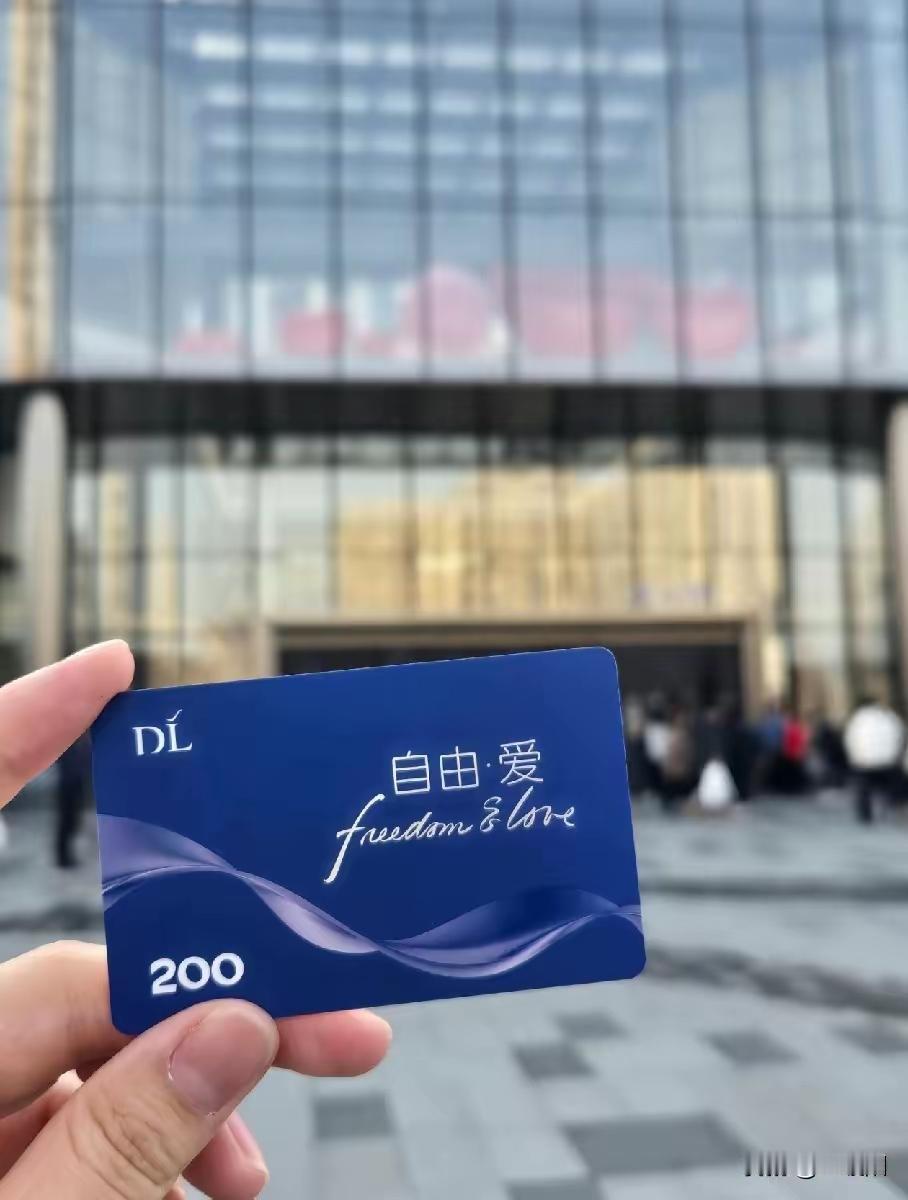 DL
自由·爱
freedom & love
200